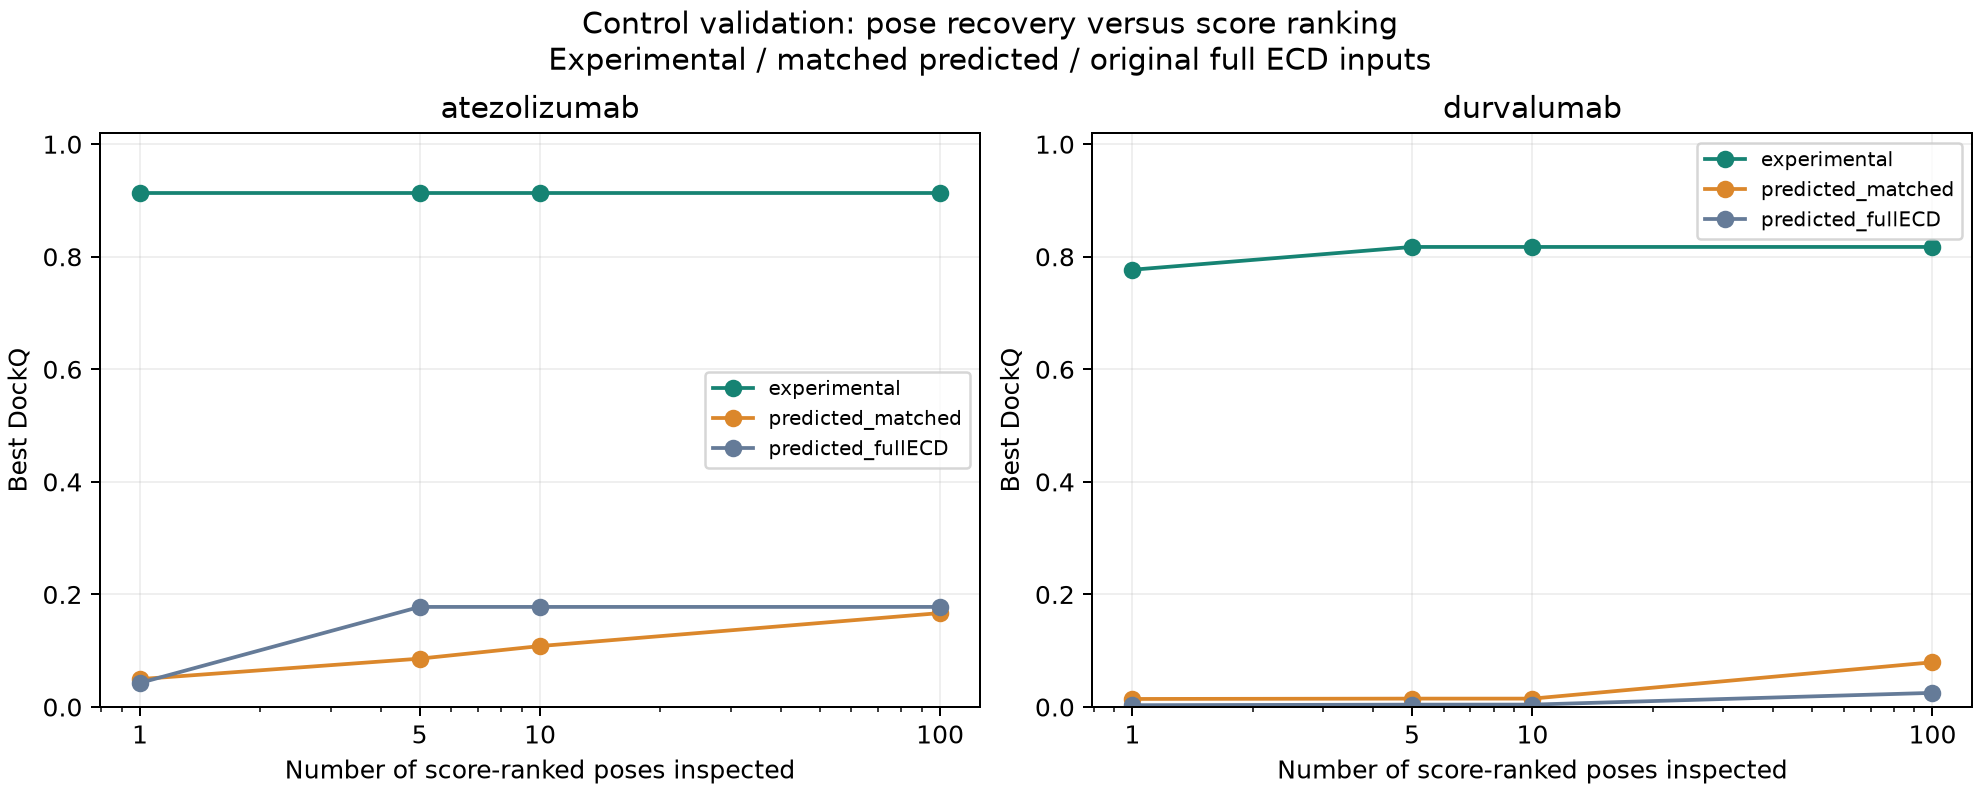 Control validation: pose recovery versus score ranking
Experimental / matched predicted / original full ECD inputs
atezolizumab
Best DockQ
1.0
0.8
0.6
0.4
0.2
0.0
experimental
predicted_matched
predicted_fullECD
1 5 10 100
Number of score-ranked poses inspected
durvalumab
Best DockQ
1.0
0.8
0.6
0.4
0.2
0.0
experimental
predicted_matched
predicted_fullECD
1 5 10 100
Number of score-ranked poses inspected